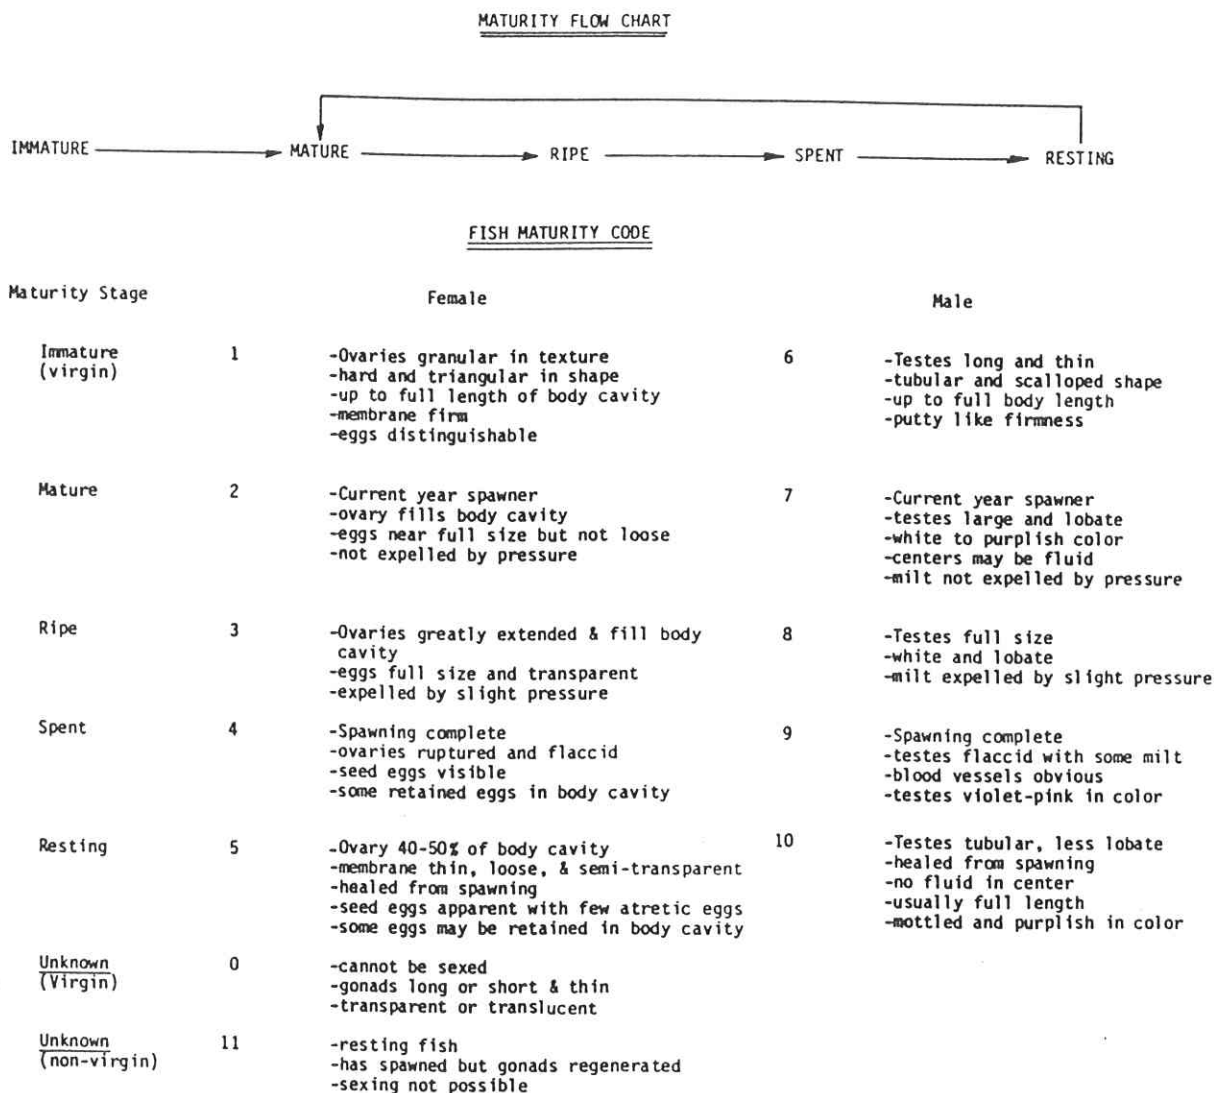 MATURITY FLOW CHART
IMMATURE MATURE RIPE SPENT RESTING
FISH MATURITY CODE
Maturity Stage Female Male
Immature 1 -Ovaries granular in texture 6 -Testes long and thin
(virgin) -hard and triangular in shape -tubular and scalloped shape
-up to full length of body cavity -up to full body length
-membrane firm -putty like firmness
-eggs distinguishable
Mature 2 -Current year spawner 7 -Current year spawner
-ovary fills body cavity -testes large and lobate
-eggs near full size but not loose -white to purplish color
-not expelled by pressure -centers may be fluid
-milt not expelled by pressure
Ripe 3 -Ovaries greatly extended & fill body 8 -Testes full size
cavity -white and lobate
-eggs full size and transparent -milt expelled by slight pressure
-expelled by slight pressure
Spent 4 -Spawning complete 9 -Spawning complete
-ovaries ruptured and flaccid -testes flaccid with some milt
-seed eggs visible -blood vessels obvious
-some retained eggs in body cavity -testes violet-pink in color
Resting 5 -Ovary 40-50% of body cavity 10 -Testes tubular, less lobate
-membrane thin, loose, & semi-transparent -healed from spawning
-healed from spawning -no fluid in center
-seed eggs apparent with few atretic eggs -usually full length
-some eggs may be retained in body cavity -mottled and purplish in color
Unknown 0 -cannot be sexed
(Virgin) -gonads long or short & thin
-transparent or translucent
Unknown 11 -resting fish
(non-virgin) -has spawned but gonads regenerated
-sexing not possible